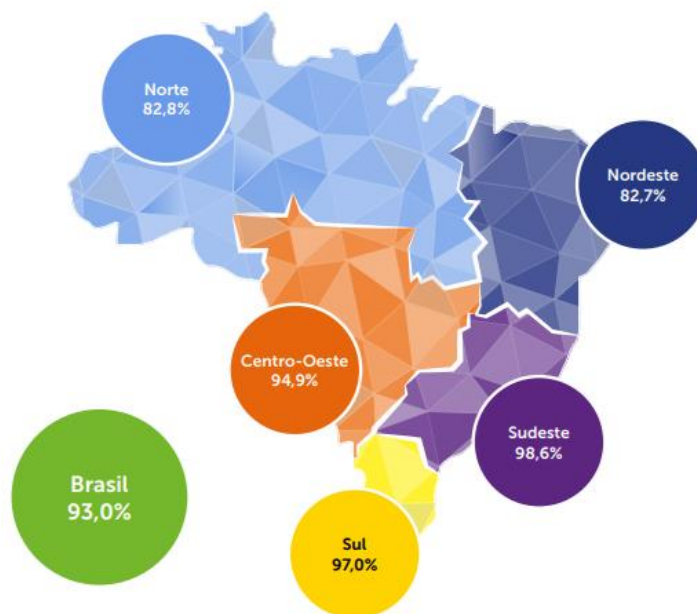 Norte
82,8%
Nordeste
82,7%
Centro-Oeste
94,9%
Sudeste
98,6%
Brasil
93,0%
Sul
97,0%